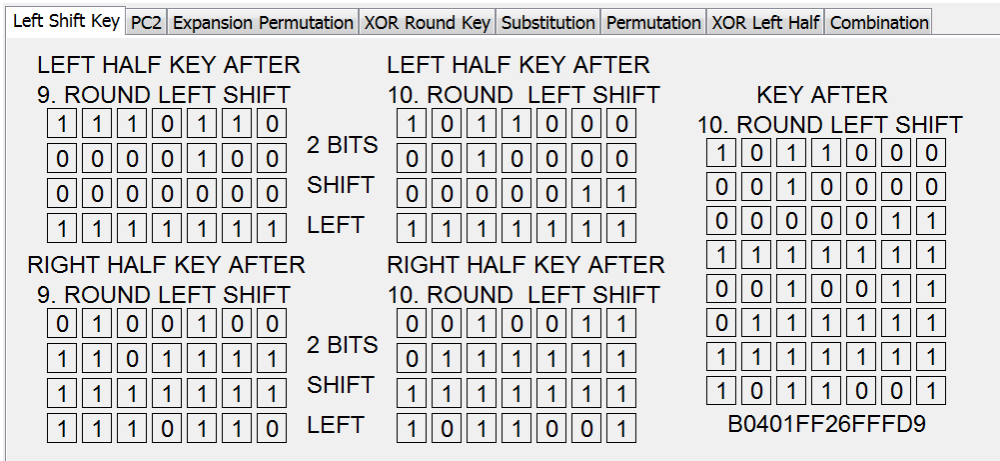 Left Shift Key PC2 Expansion Permutation XOR Round Key Substitution Permutation XOR Left Half Combination
LEFT HALF KEY AFTER
9. ROUND LEFT SHIFT
1 1 1 0 1 1 0
0 0 0 0 1 0 0
0 0 0 0 0 0 0
1 1 1 1 1 1 1
2 BITS
SHIFT
LEFT
LEFT HALF KEY AFTER
10. ROUND LEFT SHIFT
1 0 1 1 0 0 0
0 0 1 0 0 0 0
0 0 0 0 0 1 1
1 1 1 1 1 1 1
RIGHT HALF KEY AFTER
9. ROUND LEFT SHIFT
0 1 0 0 1 0 0
1 1 0 1 1 1 1
1 1 1 1 1 1 1
1 1 1 0 1 1 0
2 BITS
SHIFT
LEFT
RIGHT HALF KEY AFTER
10. ROUND LEFT SHIFT
0 0 1 0 0 1 1
0 1 1 1 1 1 1
1 1 1 1 1 1 1
1 0 1 1 0 0 1
KEY AFTER
10. ROUND LEFT SHIFT
1 0 1 1 0 0 0
0 0 1 0 0 0 0
0 0 0 0 0 1 1
1 1 1 1 1 1 1
0 0 1 0 0 1 1
0 1 1 1 1 1 1
1 1 1 1 1 1 1
1 0 1 1 0 0 1
B0401FF26FFFD9